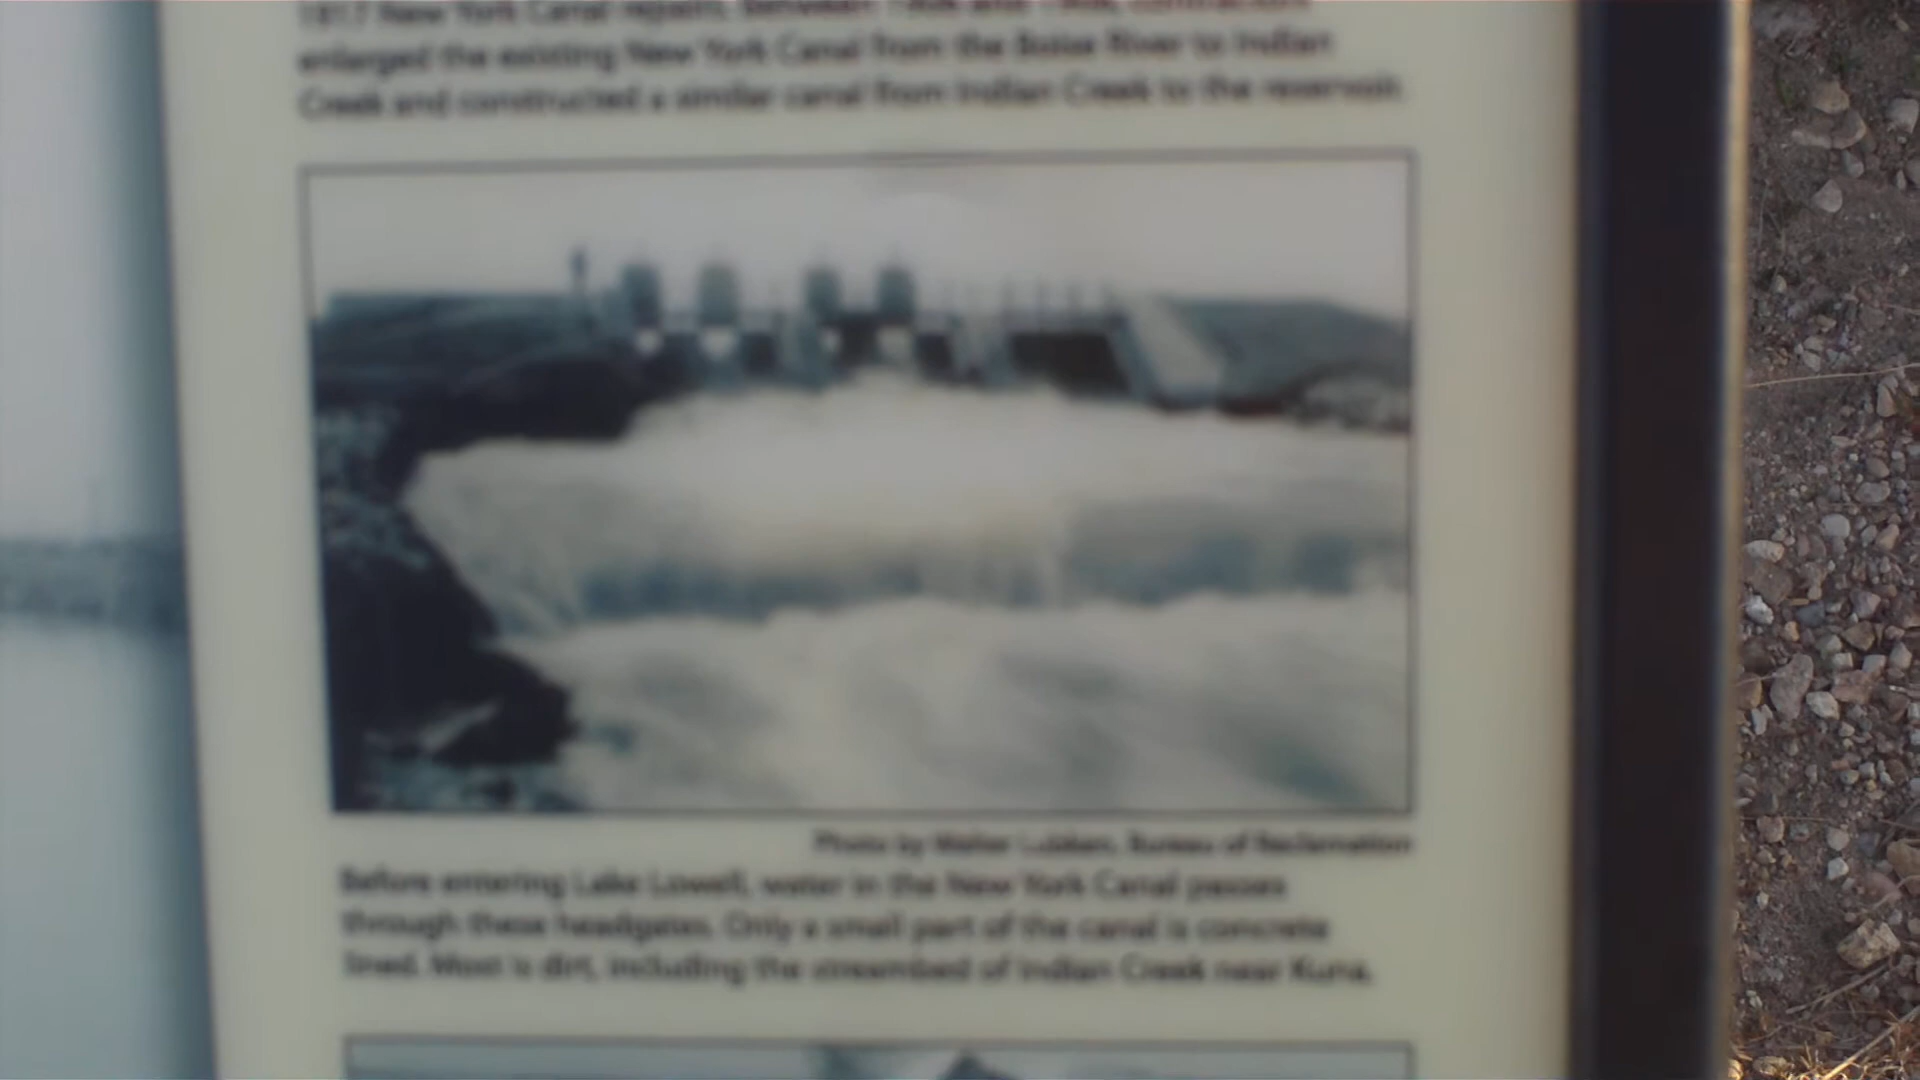 1917 New York Canal repairs. Between and contractors
enlarged the existing New York Canal from the Boise River to Indian
Creek and constructed a similar canal from Indian Creek to the reservoir.
Photo by Walter Lubken, Bureau of Reclamation
Before entering Lake Lowell, water in the New York Canal passes
through these headgates. Only a small part of the canal is concrete
lined. Most is dirt, including the streambed of Indian Creek near Kuna.